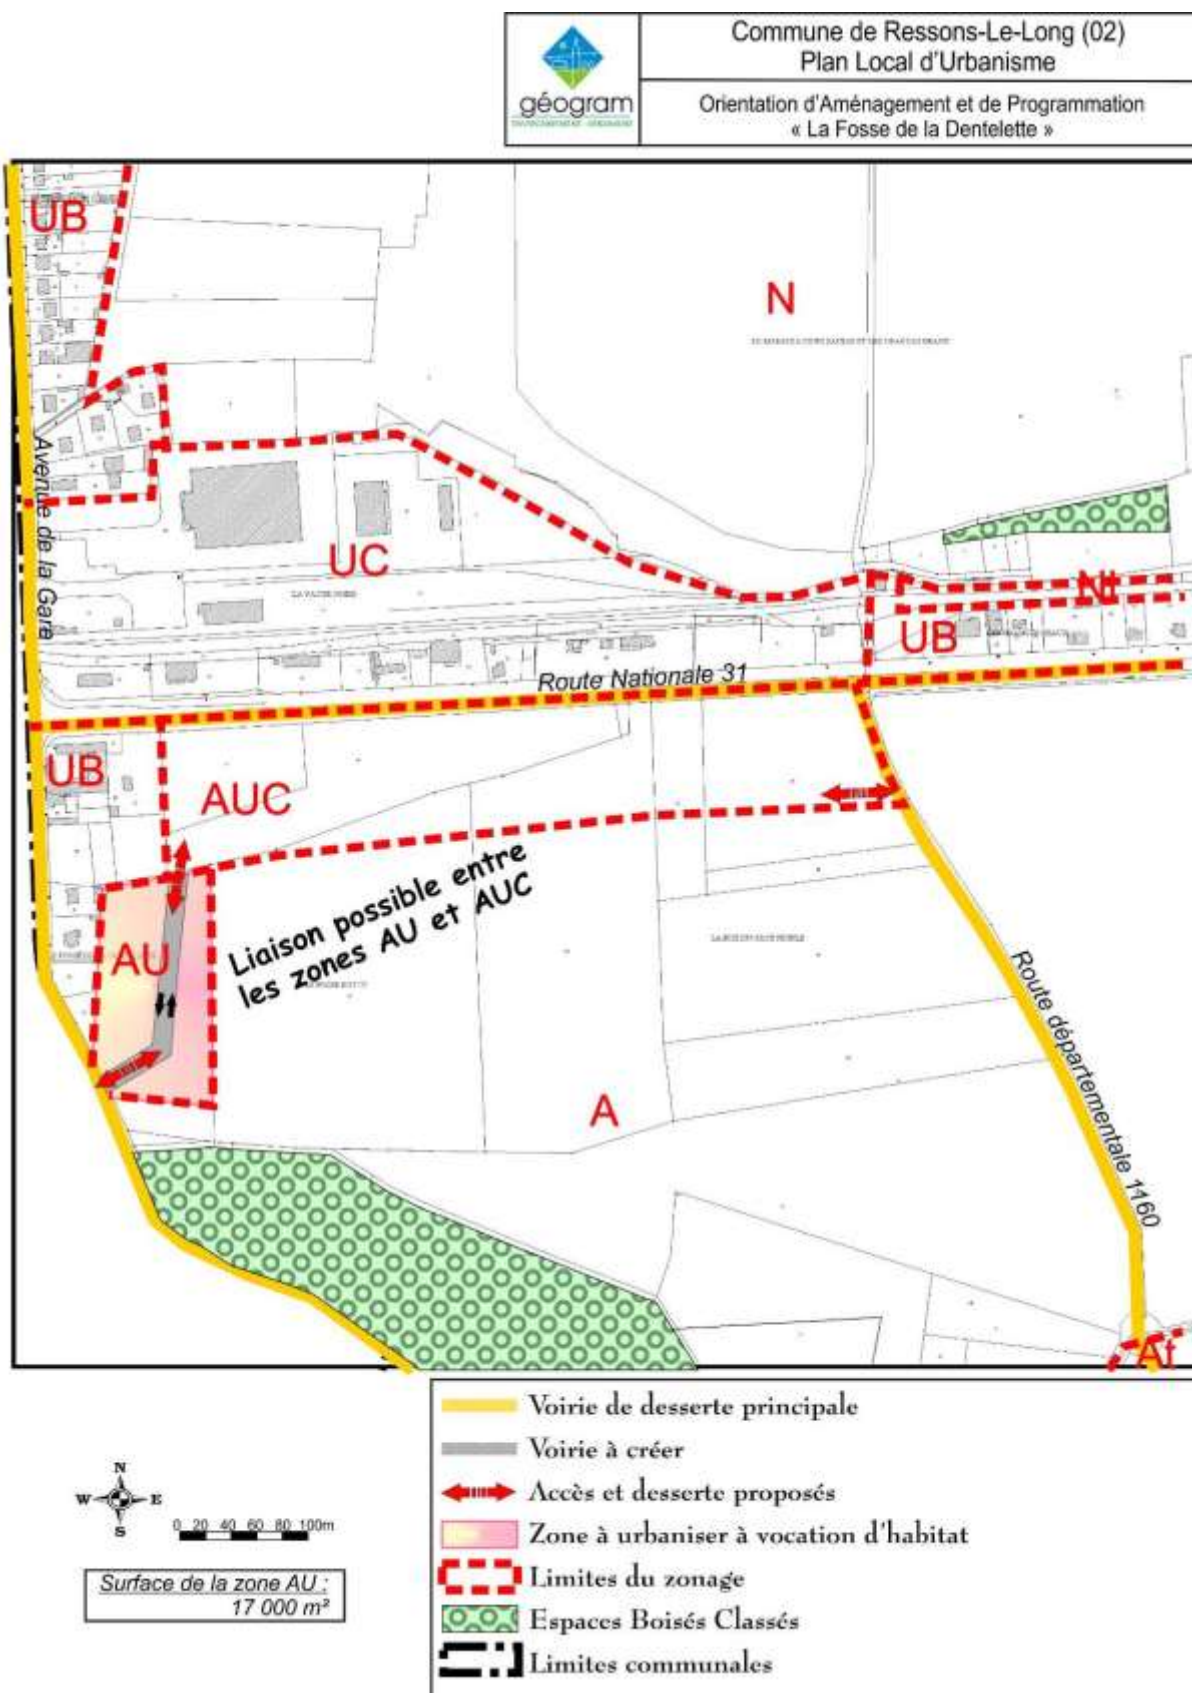 géogram
Commune de Ressons-Le-Long (02)
Plan Local d'Urbanisme
Orientation d'Aménagement et de Programmation
« La Fosse de la Dentelette »
UB
N
Avenue de la Gare
UC
Nt
UB
Route Nationale 31
UB
AUC
Liaison possible entre
les zones AU et AUC
AU
Route départementale 1160
A
At
Voirie de desserte principale
Voirie à créer
Accès et desserte proposés
Zone à urbaniser à vocation d'habitat
Limites du zonage
Espaces Boisés Classés
Limites communales
N
W E
S
0 20 40 60 80 100m
Surface de la zone AU :
17 000 m²